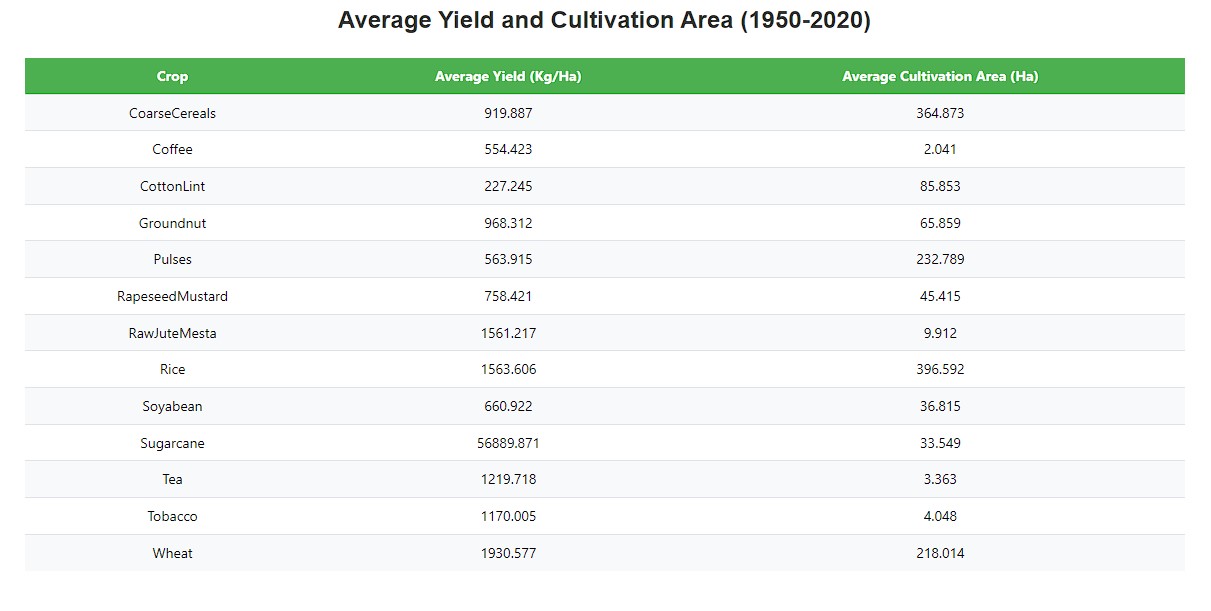 Average Yield and Cultivation Area (1950-2020)
Crop Average Yield (Kg/Ha) Average Cultivation Area (Ha)
CoarseCereals 919.887 364.873
Coffee 554.423 2.041
CottonLint 227.245 85.853
Groundnut 968.312 65.859
Pulses 563.915 232.789
RapeseedMustard 758.421 45.415
RawJuteMesta 1561.217 9.912
Rice 1563.606 396.592
Soyabean 660.922 36.815
Sugarcane 56889.871 33.549
Tea 1219.718 3.363
Tobacco 1170.005 4.048
Wheat 1930.577 218.014